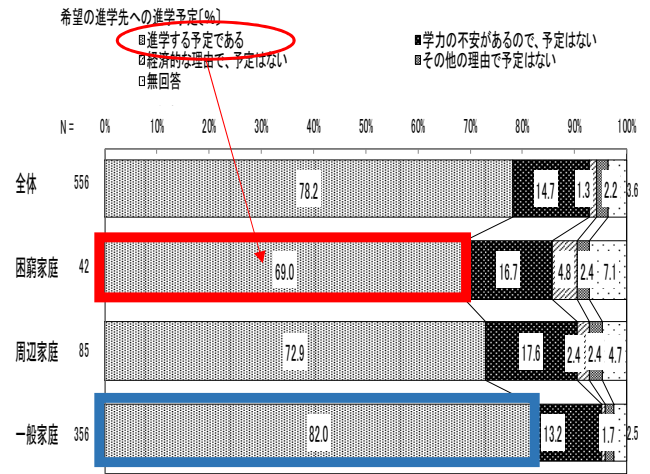 希望の進学先への進学予定〔%〕
進学する予定である 学力の不安があるので、予定はない
経済的な理由で、予定はない その他の理由で予定はない
無回答
N= 0% 10% 20% 30% 40% 50% 60% 70% 80% 90% 100%
全体 556 78.2 14.7 1.3 2.2 3.6
困窮家庭 42 69.0 16.7 4.8 2.4 7.1
周辺家庭 85 72.9 17.6 2.4 2.4 4.7
一般家庭 356 82.0 13.2 1.7 2.5